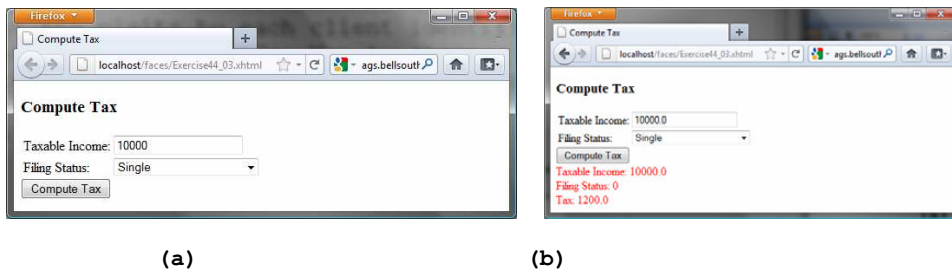 Firefox
Compute Tax
+
localhost/faces/Exercise44_03.xhtml
ags.bellsoutl
Compute Tax
Taxable Income: 10000
Filing Status: Single
Compute Tax
(a)
Firefox
Compute Tax
+
localhost/faces/Exercise44_03.xhtml
ags.bellsoutl
Compute Tax
Taxable Income: 10000.0
Filing Status: Single
Compute Tax
Taxable Income: 10000.0
Filing Status: 0
Tax: 1200.0
(b)